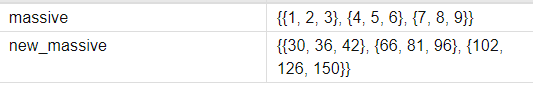 massive {{1, 2, 3}, {4, 5, 6}, {7, 8, 9}}
new_massive {{30, 36, 42}, {66, 81, 96}, {102,
126, 150}}